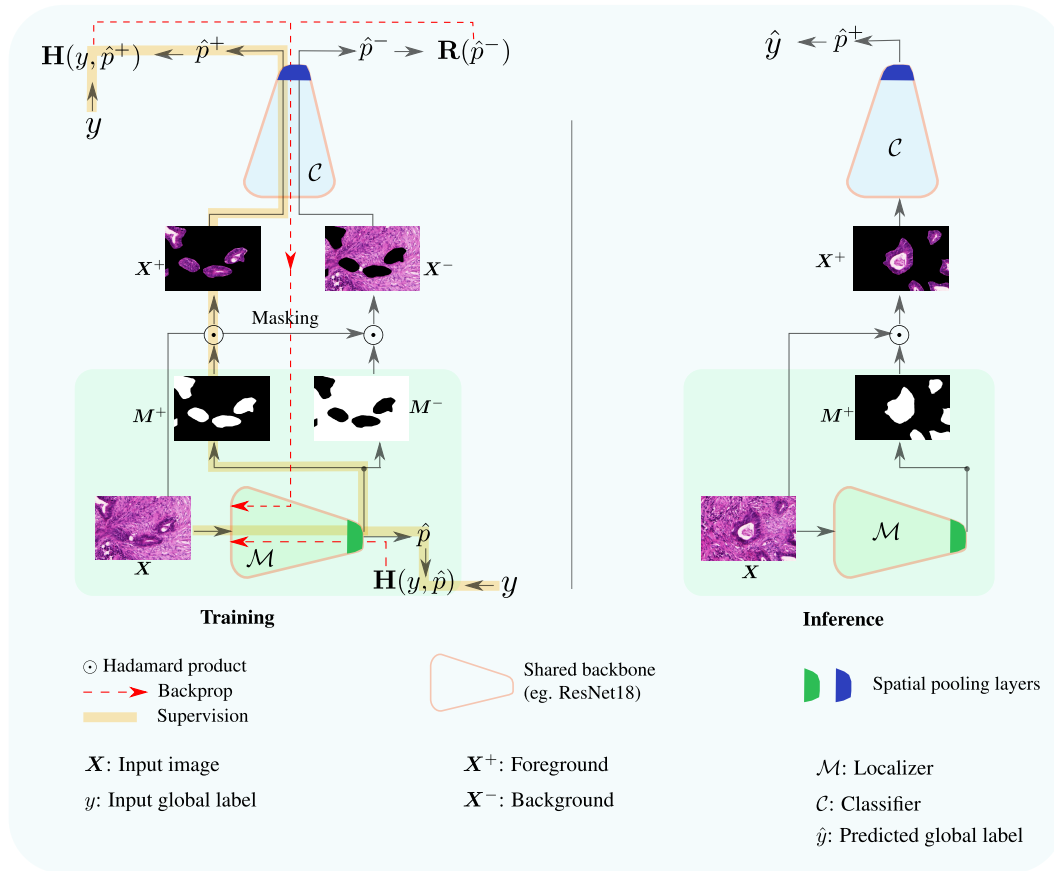 H(y, p̂⁺)
p̂⁺
p̂⁻
R(p̂⁻)
y
C
X⁺
X⁻
Masking
M⁺
M⁻
X
M
p̂
H(y, p̂)
y
Training
ŷ
p̂⁺
C
X⁺
M⁺
X
M
Inference
⊙ Hadamard product
Backprop
Supervision
Shared backbone
(eg. ResNet18)
Spatial pooling layers
X: Input image
y: Input global label
X⁺: Foreground
X⁻: Background
M: Localizer
C: Classifier
ŷ: Predicted global label